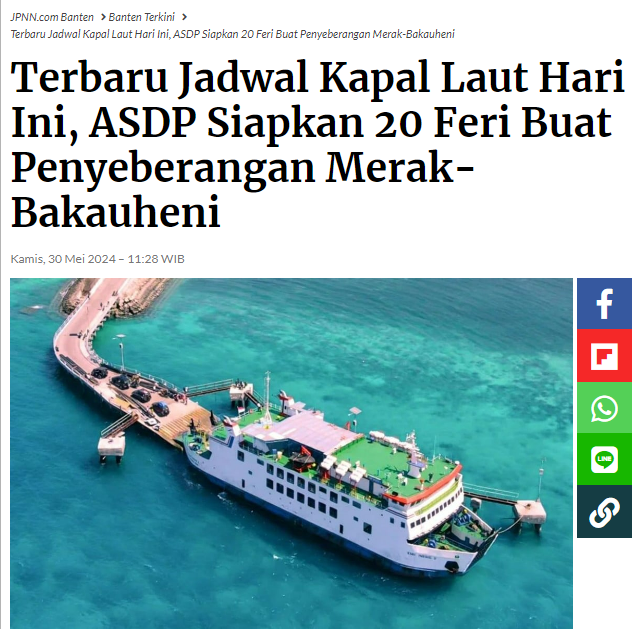 JPNN.com Banten > Banten Terkini >
Terbaru Jadwal Kapal Laut Hari Ini, ASDP Siapkan 20 Feri Buat Penyeberangan Merak-Bakauheni
Terbaru Jadwal Kapal Laut Hari
Ini, ASDP Siapkan 20 Feri Buat
Penyeberangan Merak-
Bakauheni
Kamis, 30 Mei 2024 – 11:28 WIB
LINE